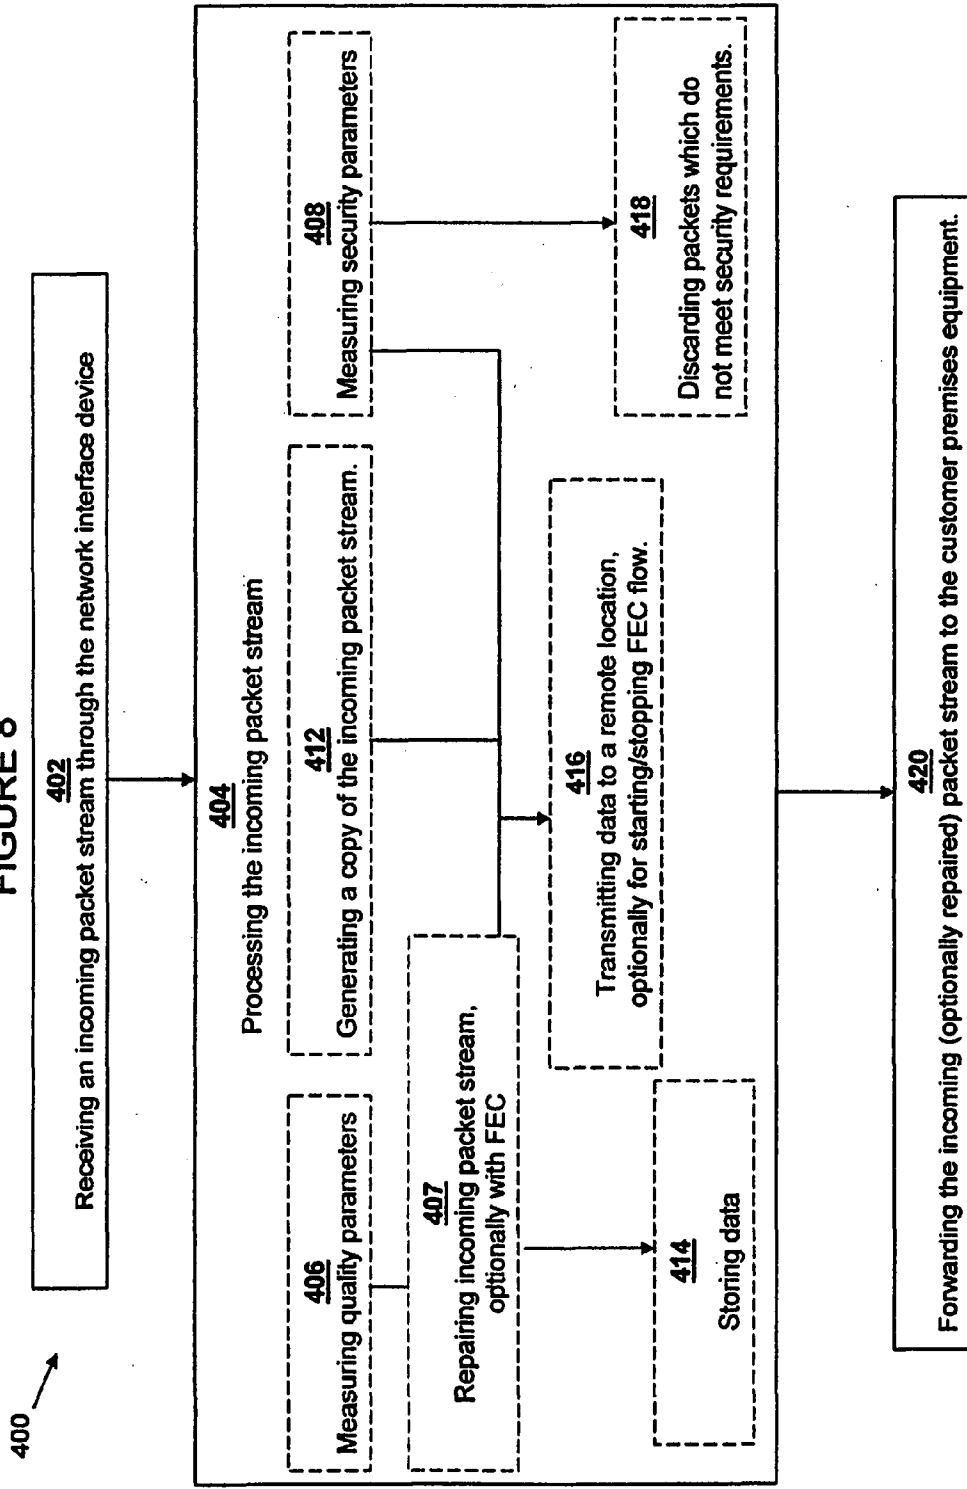 FIGURE 8
400
402
Receiving an incoming packet stream through the network interface device
404
Processing the incoming packet stream
406
Measuring quality parameters
412
Generating a copy of the incoming packet stream.
408
Measuring security parameters
407
Repairing incoming packet stream,
optionally with FEC
416
Transmitting data to a remote location,
optionally for starting/stopping FEC flow.
418
Discarding packets which do
not meet security requirements.
414
Storing data
420
Forwarding the incoming (optionally repaired) packet stream to the customer premises equipment.